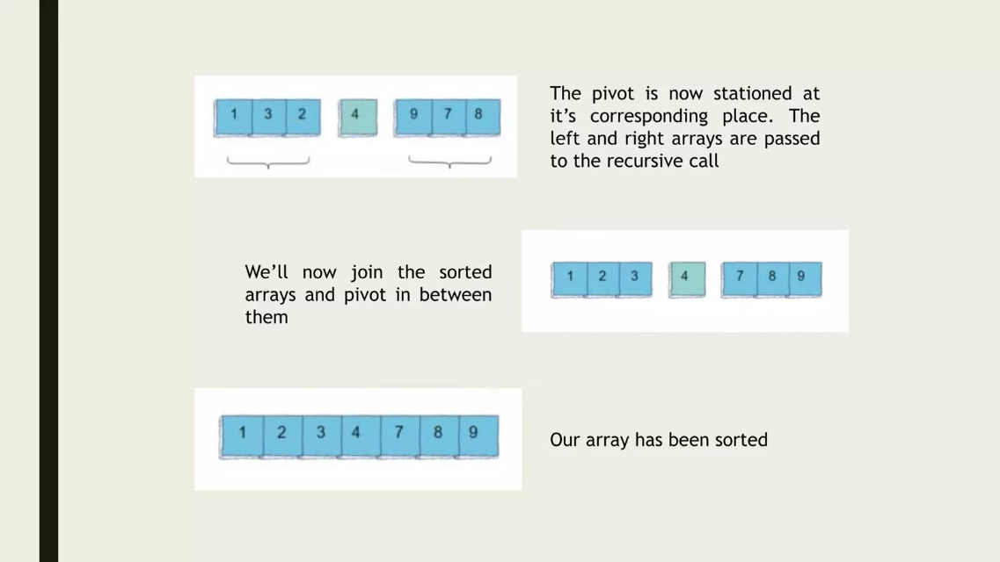 1 3 2 4 9 7 8
The pivot is now stationed at
it's corresponding place. The
left and right arrays are passed
to the recursive call
We'll now join the sorted
arrays and pivot in between
them
1 2 3 4 7 8 9
1 2 3 4 7 8 9
Our array has been sorted